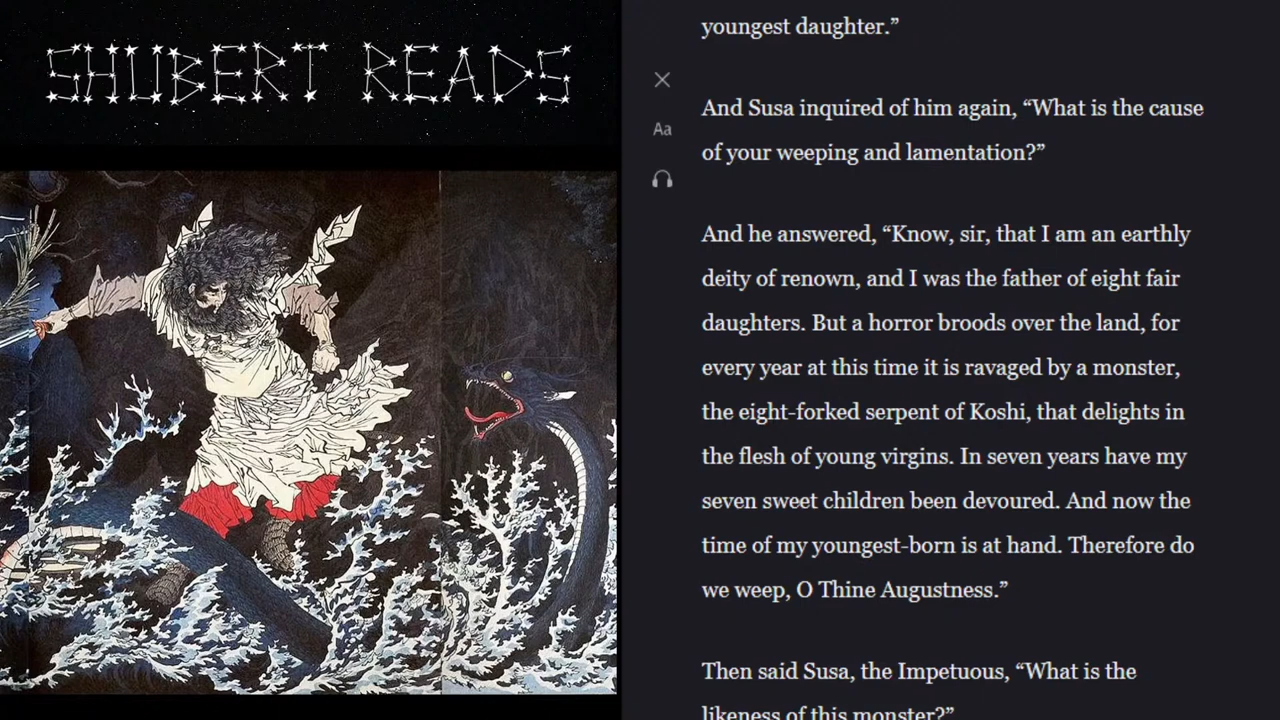 SHUBERT READS
youngest daughter.”
And Susa inquired of him again, “What is the cause
of your weeping and lamentation?”
Aa
And he answered, “Know, sir, that I am an earthly
deity of renown, and I was the father of eight fair
daughters. But a horror broods over the land, for
every year at this time it is ravaged by a monster,
the eight-forked serpent of Koshi, that delights in
the flesh of young virgins. In seven years have my
seven sweet children been devoured. And now the
time of my youngest-born is at hand. Therefore do
we weep, O Thine Augustness.”
Then said Susa, the Impetuous, “What is the
likeness of this monster?”